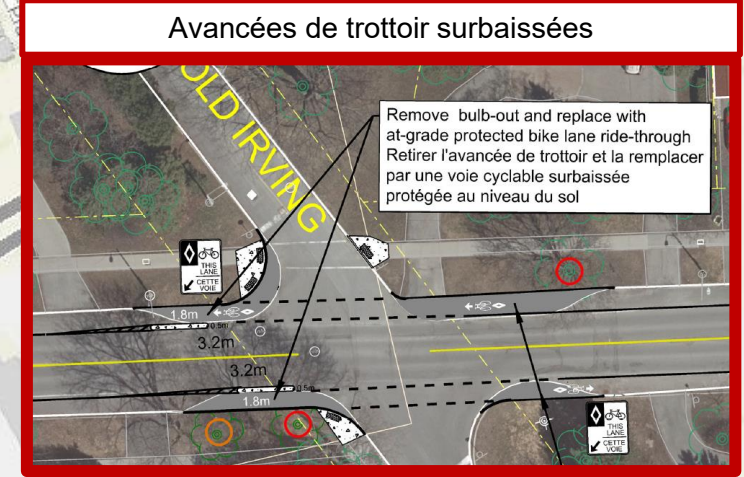 Avancées de trottoir surbaissées
OLD IRVING
Remove bulb-out and replace with
at-grade protected bike lane ride-through
Retirer l'avancée de trottoir et la remplacer
par une voie cyclable surbaissée
protégée au niveau du sol
THIS
LANE
CETTE
VOIE
1.8m
0.5m
3.2m
3.2m
0.5m
1.8m
THIS
LANE
CETTE
VOIE